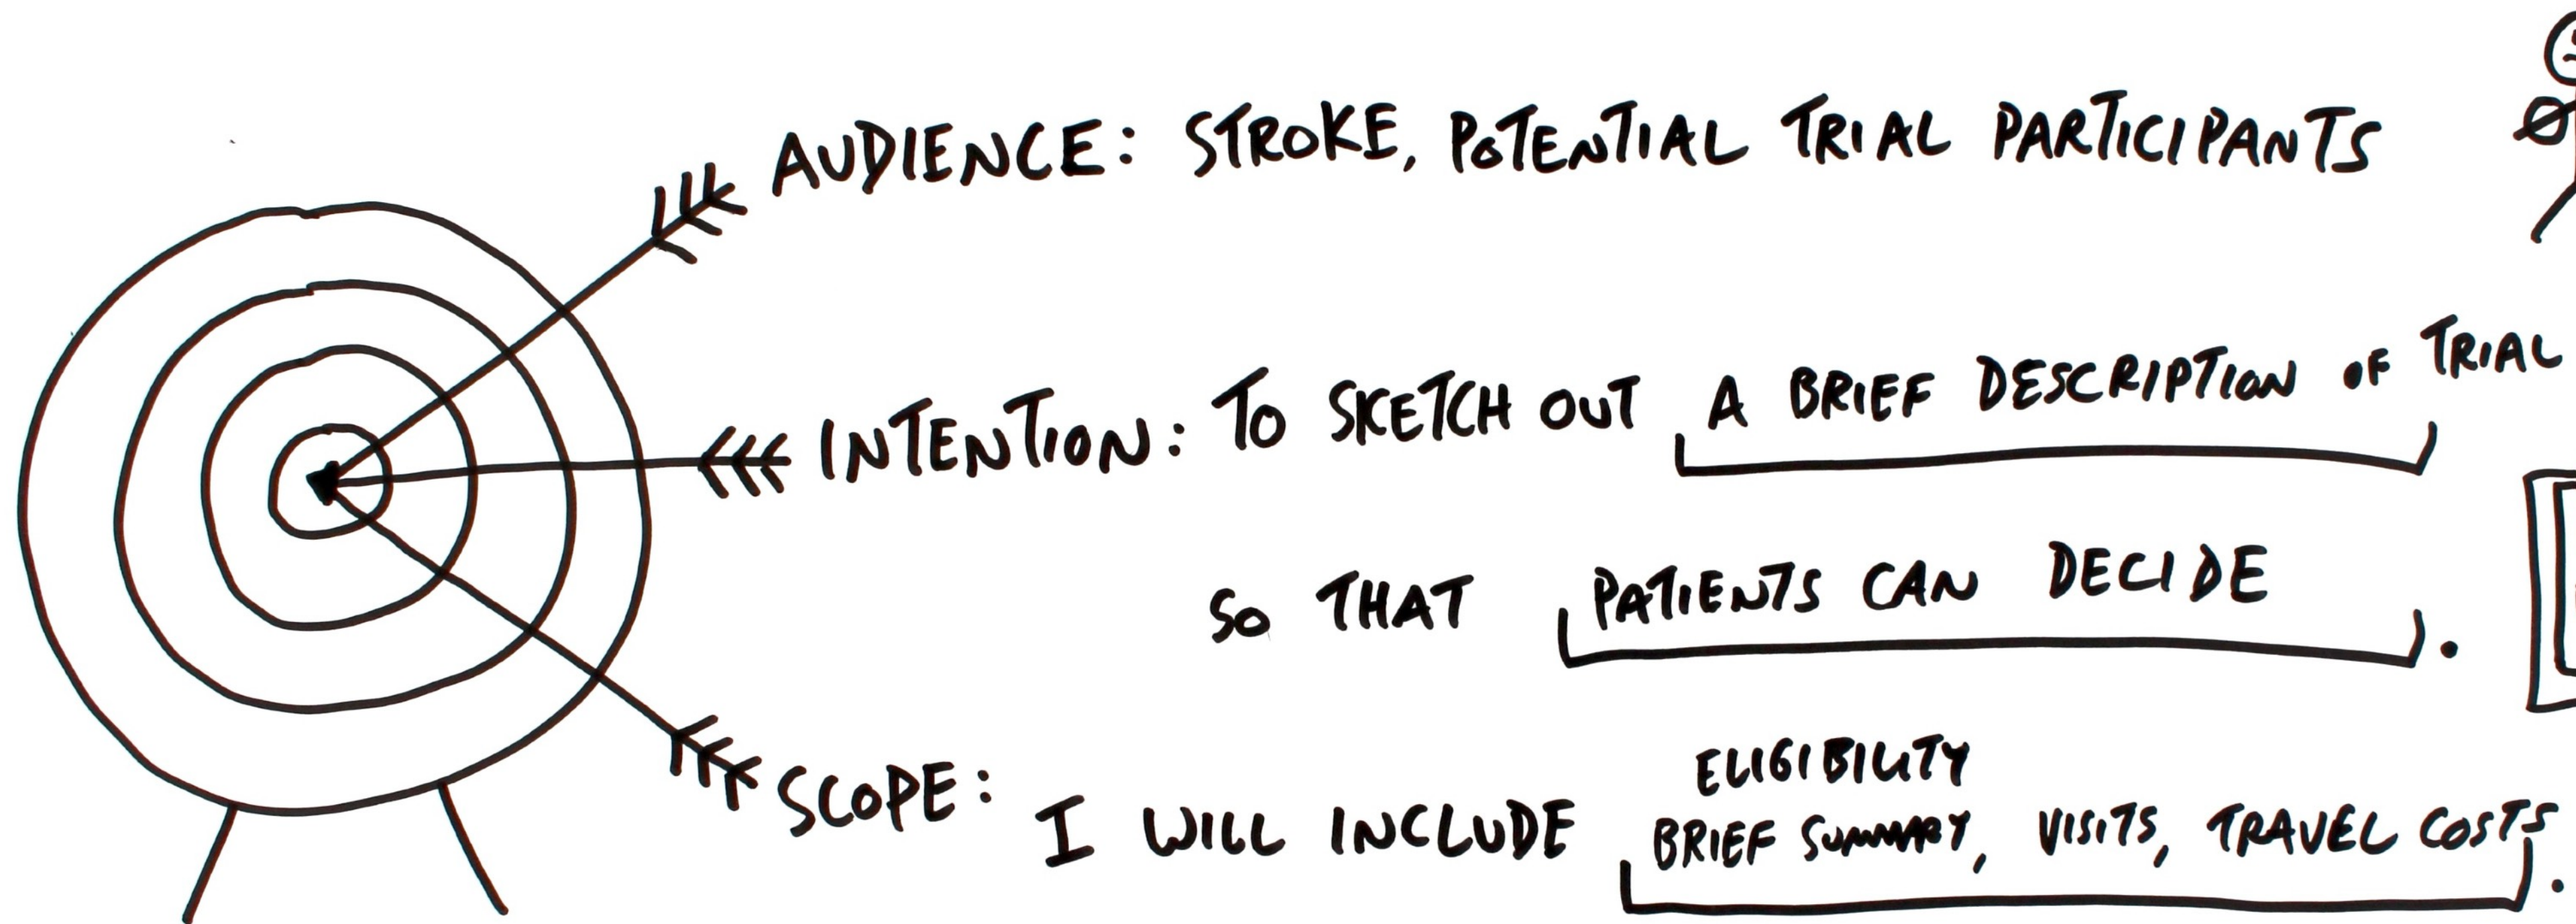 AUDIENCE: STROKE, POTENTIAL TRIAL PARTICIPANTS
INTENTION: TO SKETCH OUT A BRIEF DESCRIPTION OF TRIAL
SO THAT PATIENTS CAN DECIDE.
ELIGIBILITY
SCOPE: I WILL INCLUDE BRIEF SUMMARY, VISITS, TRAVEL COSTS.